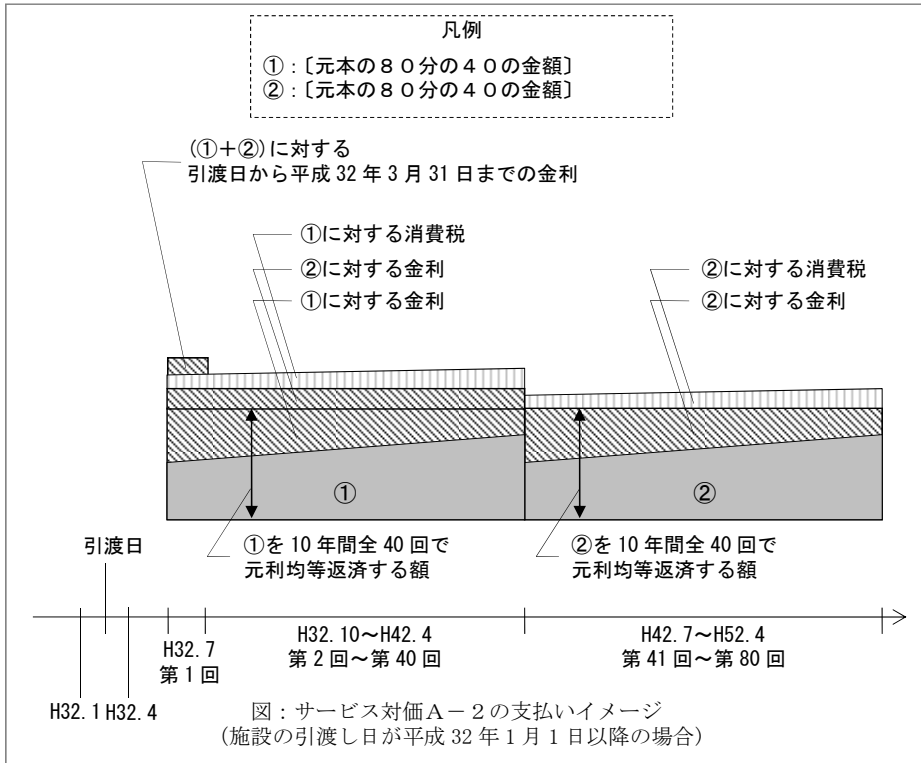 凡例
①：〔元本の８０分の４０の金額〕
②：〔元本の８０分の４０の金額〕
(①＋②)に対する
引渡日から平成 32 年 3 月 31 日までの金利
①に対する消費税
②に対する金利
①に対する金利
②に対する消費税
②に対する金利
①
②
①を 10 年間全 40 回で
元利均等返済する額
②を 10 年間全 40 回で
元利均等返済する額
引渡日
H32.7
第 1 回
H32.10～H42.4
第 2 回～第 40 回
H42.7～H52.4
第 41 回～第 80 回
H32.1
H32.4
図：サービス対価Ａ－２の支払いイメージ
(施設の引渡し日が平成 32 年 1 月 1 日以降の場合)